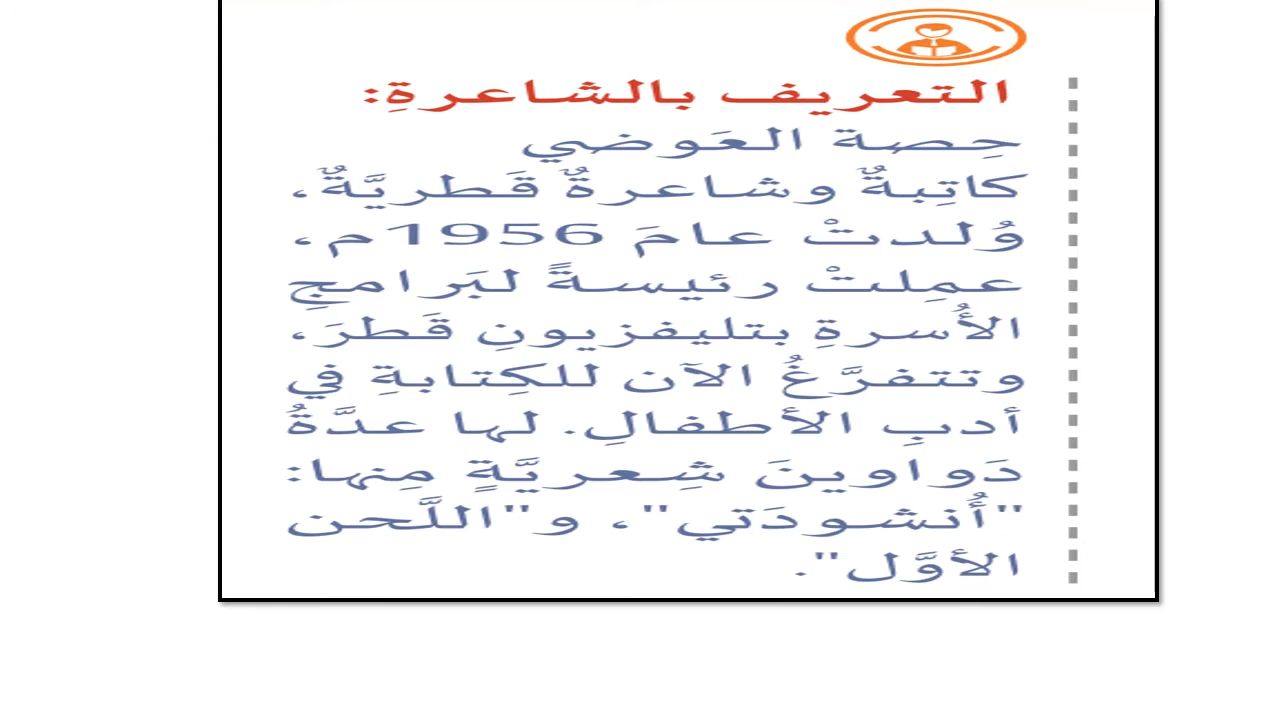 التعريف بالشاعرةِ:
حِصة العَوضي
كاتِبةٌ وشاعرةٌ قَطريَّةٌ،
وُلدتْ عامَ 1956م،
عمِلتْ رئيسةً لبَرامجِ
الأُسرةِ بتليفزيونِ قَطرَ،
وتتفرَّغُ الآن للكِتابةِ في
أدبِ الأطفالِ. لها عدَّةُ
دَواوينَ شِعريَّةٍ مِنها:
"أُنشودَتي"، و"اللَّحن
الأوَّل".